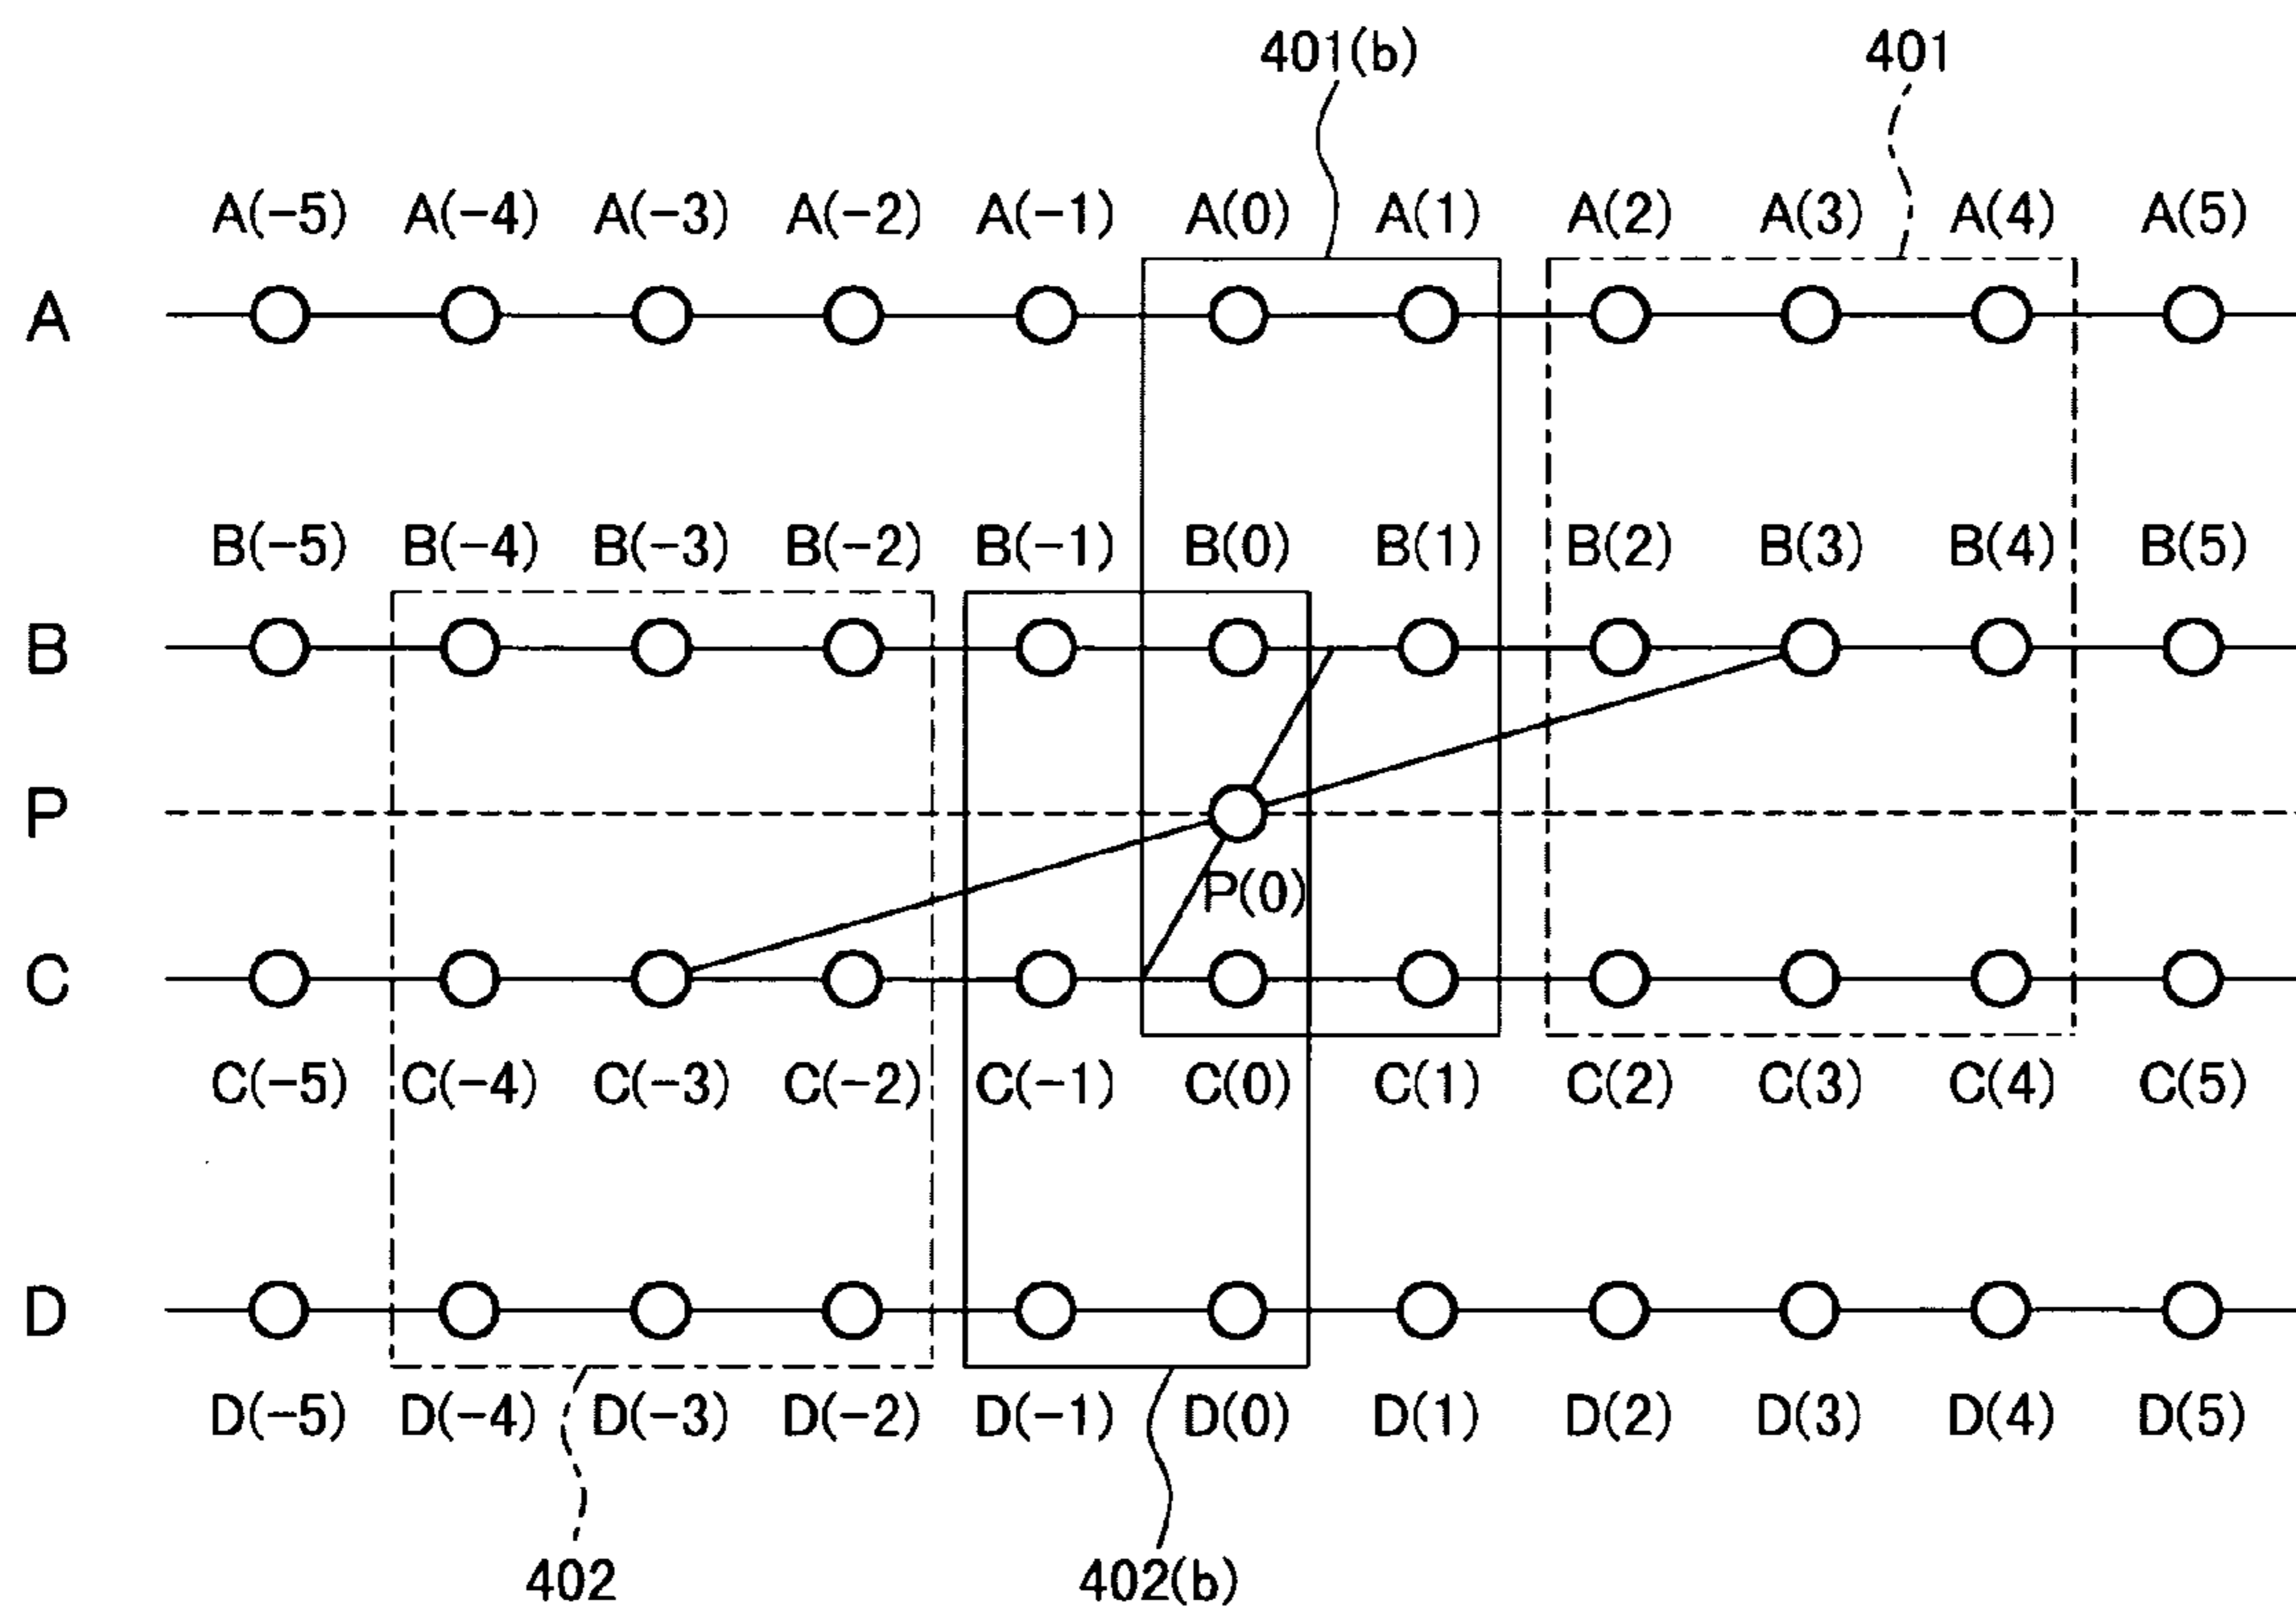 401(b) 401
A(-5) A(-4) A(-3) A(-2) A(-1) A(0) A(1) A(2) A(3) A(4) A(5)
A
B(-5) B(-4) B(-3) B(-2) B(-1) B(0) B(1) B(2) B(3) B(4) B(5)
B
P
P(0)
C
C(-5) C(-4) C(-3) C(-2) C(-1) C(0) C(1) C(2) C(3) C(4) C(5)
D
D(-5) D(-4) D(-3) D(-2) D(-1) D(0) D(1) D(2) D(3) D(4) D(5)
402 402(b)